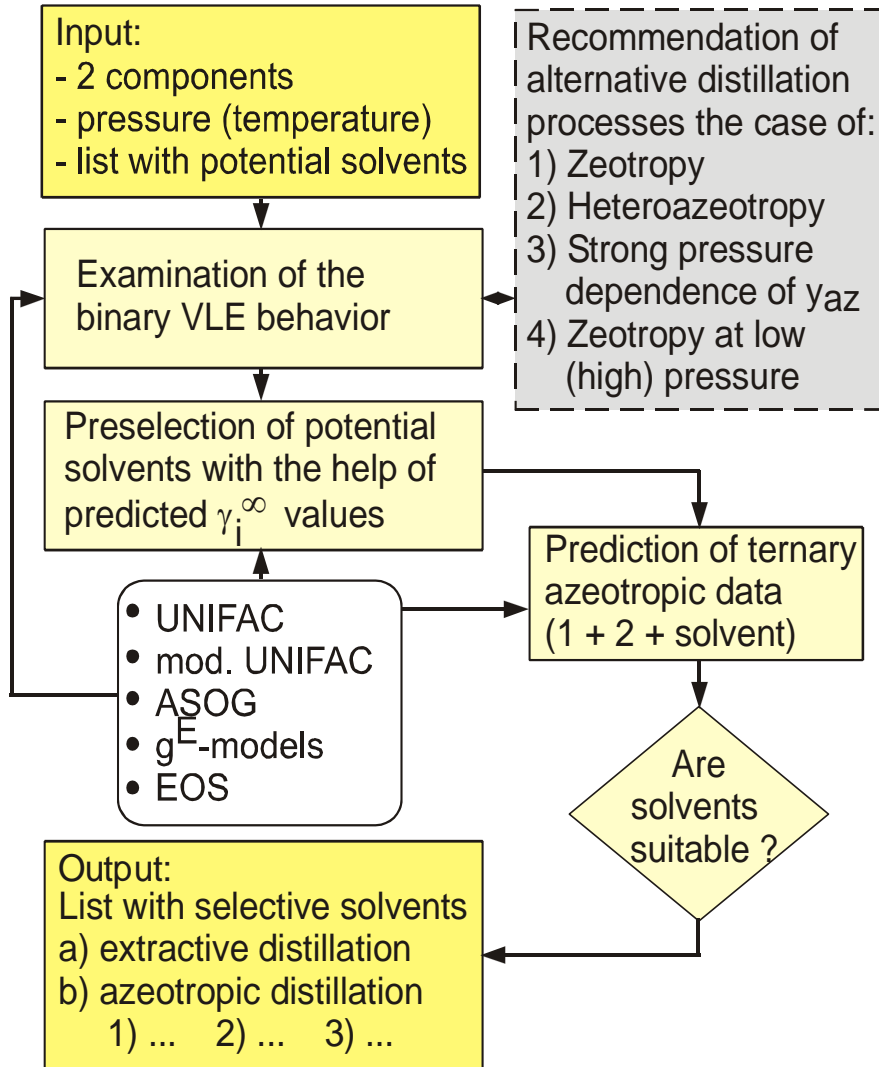 Input:
- 2 components
- pressure (temperature)
- list with potential solvents
Recommendation of
alternative distillation
processes the case of:
1) Zeotropy
2) Heteroazeotropy
3) Strong pressure
dependence of yaz
4) Zeotropy at low
(high) pressure
Examination of the
binary VLE behavior
Preselection of potential
solvents with the help of
predicted γi∞ values
• UNIFAC
• mod. UNIFAC
• ASOG
• gE-models
• EOS
Prediction of ternary
azeotropic data
(1 + 2 + solvent)
Are
solvents
suitable ?
Output:
List with selective solvents
a) extractive distillation
b) azeotropic distillation
1) ... 2) ... 3) ...